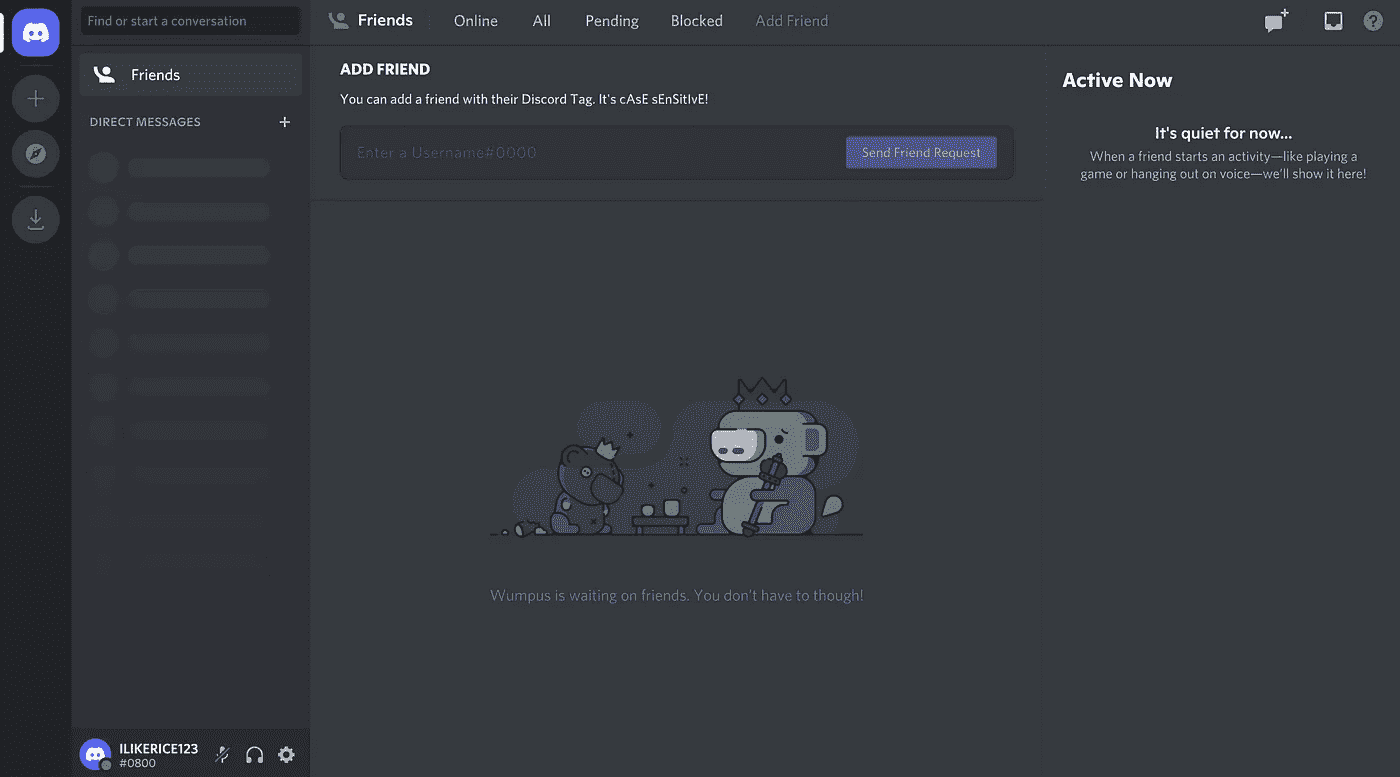 Find or start a conversation
Friends
Online
All
Pending
Blocked
Add Friend
Friends
DIRECT MESSAGES
ADD FRIEND
You can add a friend with their Discord Tag. It's cAsE sEnSitIvE!
Enter a Username#0000
Send Friend Request
Wumpus is waiting on friends. You don't have to though!
Active Now
It's quiet for now...
When a friend starts an activity—like playing a
game or hanging out on voice—we'll show it here!
ILIKERICE123
#0800